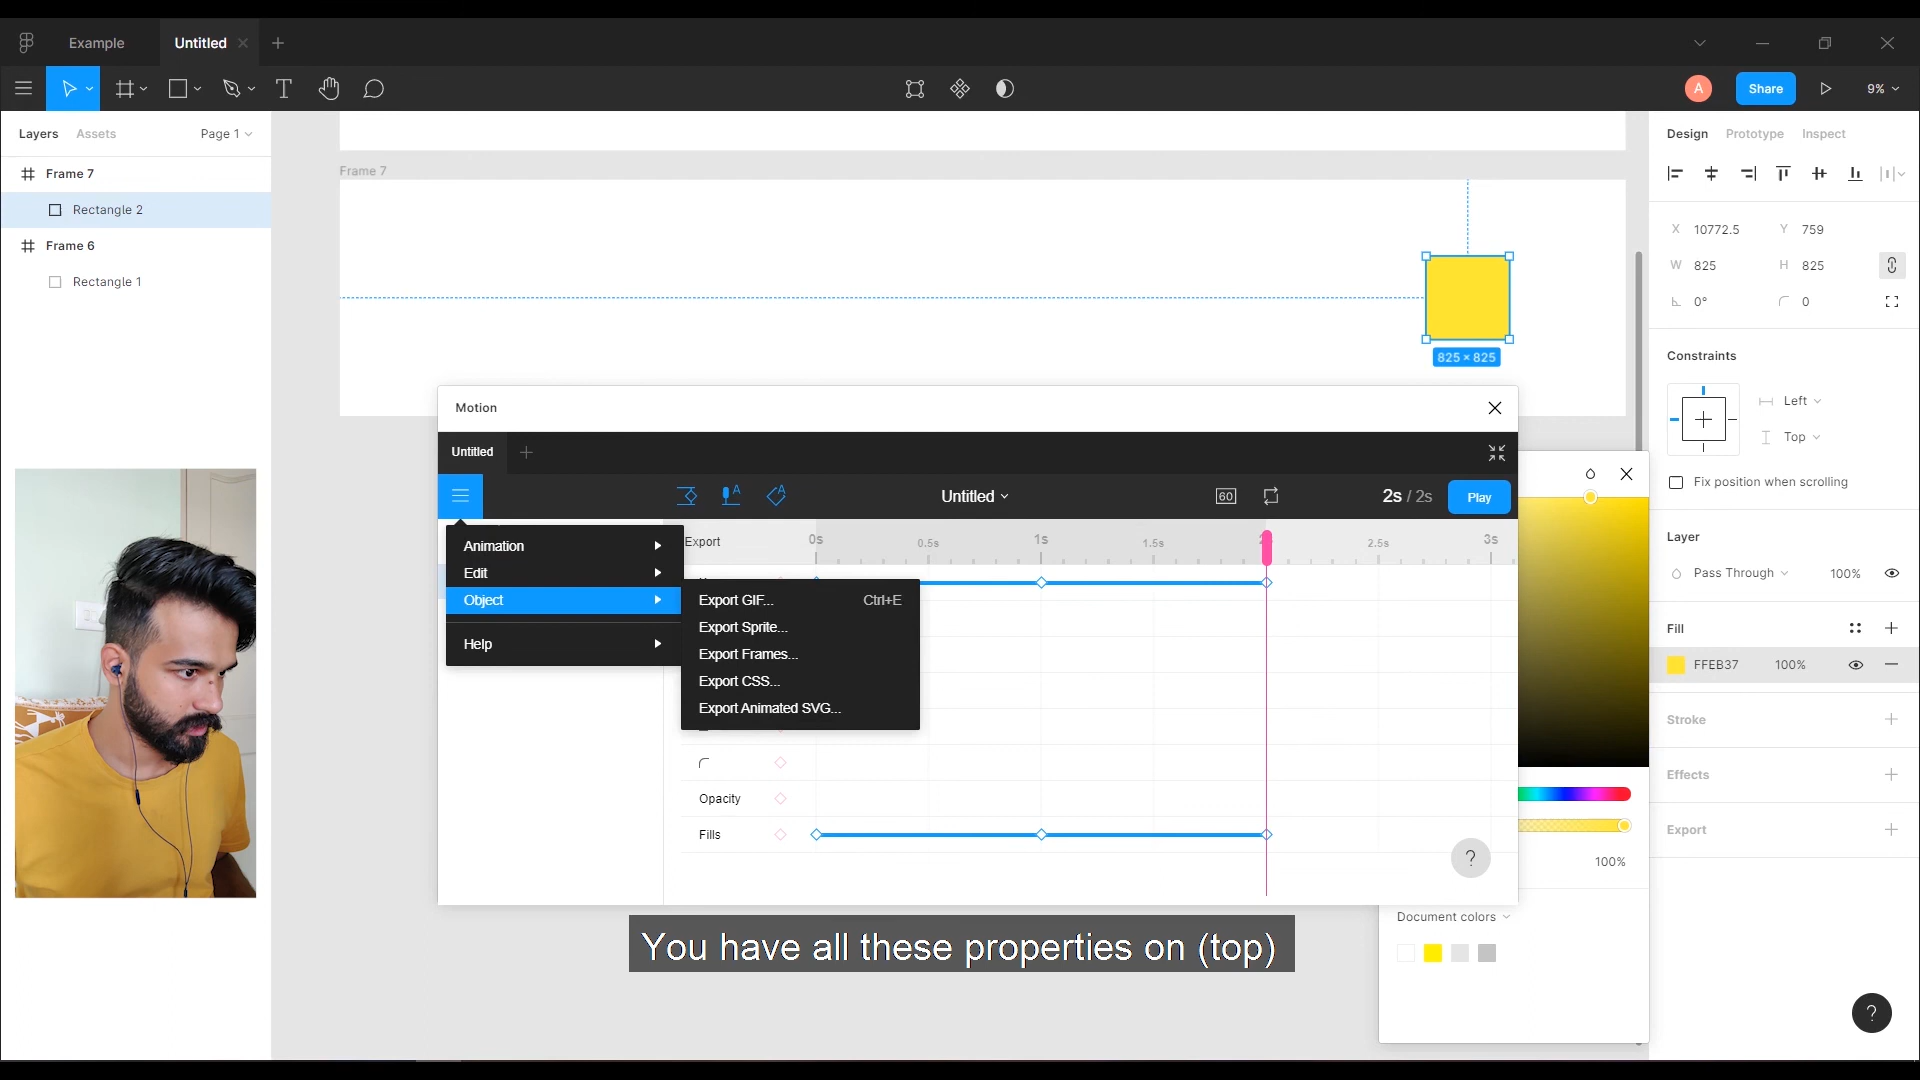 Example
Untitled
A
Share
9%
Layers
Assets
Page 1
Design
Prototype
Inspect
Frame 7
Rectangle 2
Frame 6
Rectangle 1
Frame 7
825 × 825
X 10772.5
Y 759
W 825
H 825
0°
0
Constraints
Left
Top
Fix position when scrolling
Layer
Pass Through
100%
Fill
FFEB37
100%
Stroke
Effects
Export
Motion
Untitled
Untitled
60
2s / 2s
Play
Animation
Edit
Object
Help
Export
0s
0.5s
1s
1.5s
2.5s
3s
Export GIF...
Ctrl+E
Export Sprite...
Export Frames...
Export CSS...
Export Animated SVG...
Opacity
Fills
?
100%
Document colors
You have all these properties on (top)
?